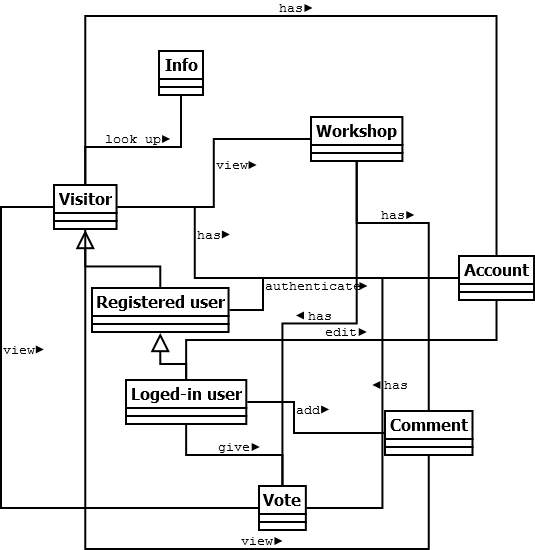 has▶
Info
look up▶
Workshop
view▶
Visitor
has▶
has▶
Account
authenticate▶
Registered user
◀ has
edit▶
view▶
Loged-in user
◀has
add▶
Comment
give▶
Vote
view▶